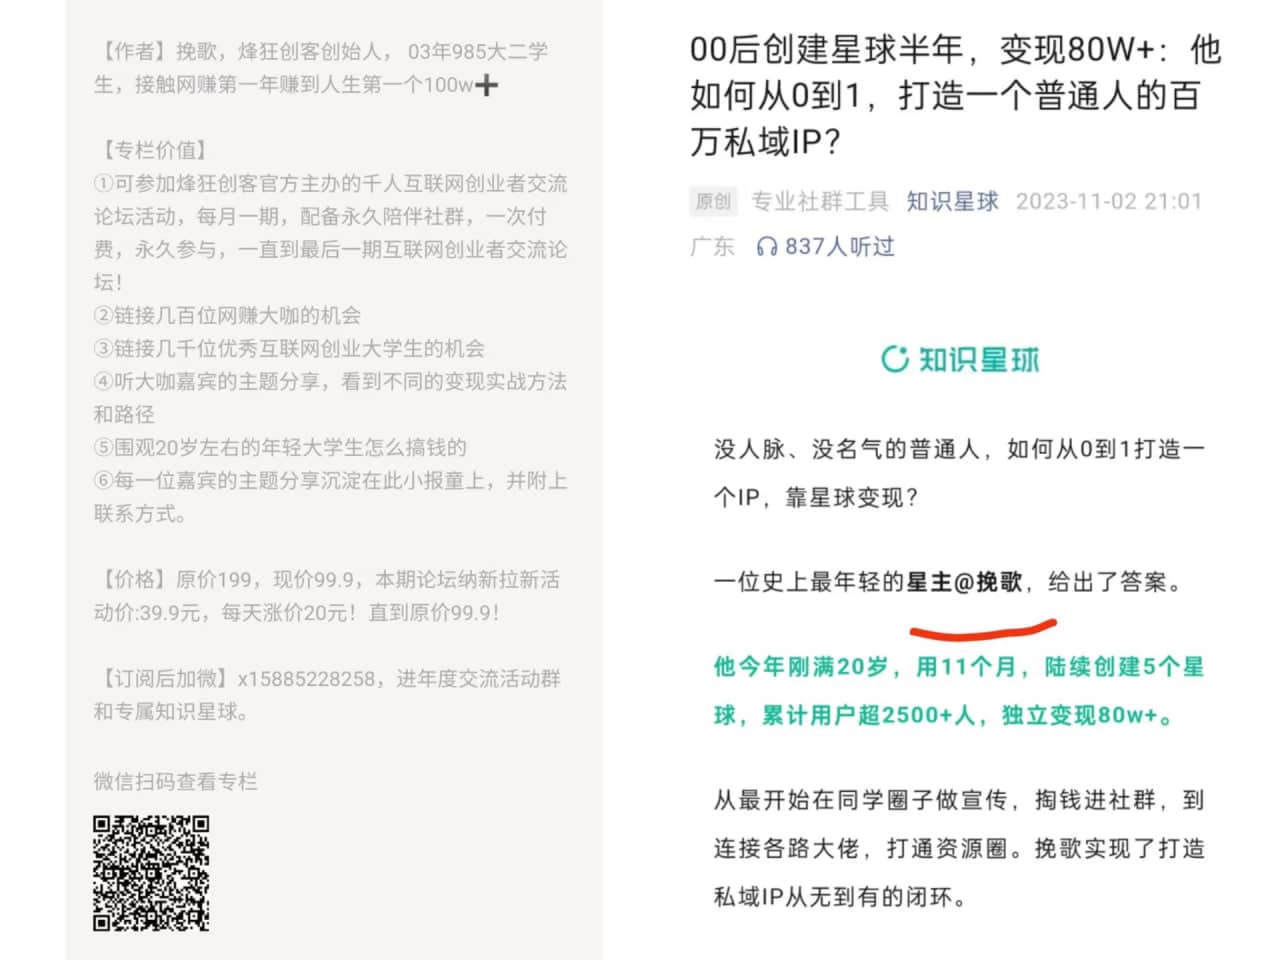 【作者】挽歌，烽狂创客创始人， 03年985大二学
生，接触网赚第一年赚到人生第一个100w➕
【专栏价值】
①可参加烽狂创客官方主办的千人互联网创业者交流
论坛活动，每月一期，配备永久陪伴社群，一次付
费，永久参与，一直到最后一期互联网创业者交流论
坛！
②链接几百位网赚大咖的机会
③链接几千位优秀互联网创业大学生的机会
④听大咖嘉宾的主题分享，看到不同的变现实战方法
和路径
⑤围观20岁左右的年轻大学生怎么搞钱的
⑥每一位嘉宾的主题分享沉淀在此小报童上，并附上
联系方式。
【价格】原价199，现价99.9，本期论坛纳新拉新活
动价:39.9元，每天涨价20元！直到原价99.9！
【订阅后加微】x15885228258，进年度交流活动群
和专属知识星球。
微信扫码查看专栏
00后创建星球半年，变现80W+：他
如何从0到1，打造一个普通人的百
万私域IP？
原创 专业社群工具 知识星球 2023-11-02 21:01
广东 837人听过
知识星球
没人脉、没名气的普通人，如何从0到1打造一
个IP，靠星球变现？
一位史上最年轻的星主@挽歌，给出了答案。
他今年刚满20岁，用11个月，陆续创建5个星
球，累计用户超2500+人，独立变现80w+。
从最开始在同学圈子做宣传，掏钱进社群，到
连接各路大佬，打通资源圈。挽歌实现了打造
私域IP从无到有的闭环。